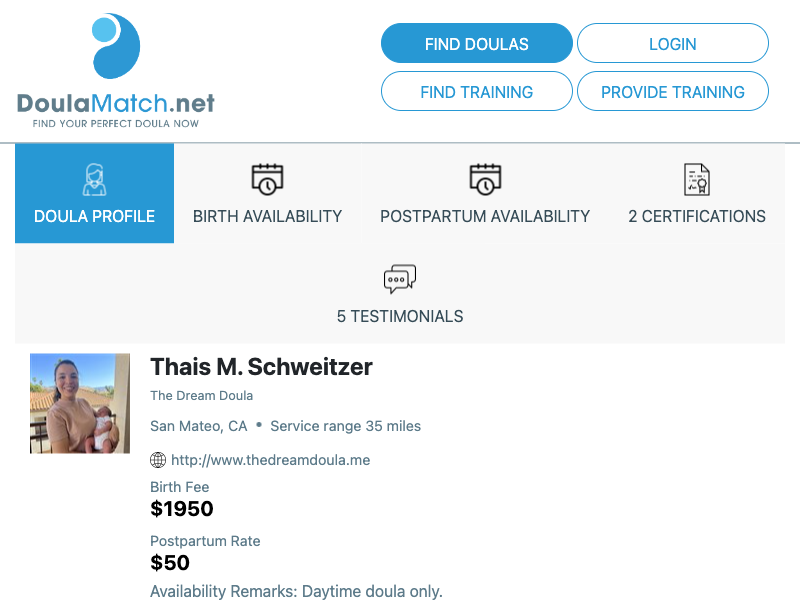 DoulaMatch.net
FIND YOUR PERFECT DOULA NOW
FIND DOULAS
LOGIN
FIND TRAINING
PROVIDE TRAINING
DOULA PROFILE
BIRTH AVAILABILITY
POSTPARTUM AVAILABILITY
2 CERTIFICATIONS
5 TESTIMONIALS
Thais M. Schweitzer
The Dream Doula
San Mateo, CA • Service range 35 miles
http://www.thedreamdoula.me
Birth Fee
$1950
Postpartum Rate
$50
Availability Remarks: Daytime doula only.